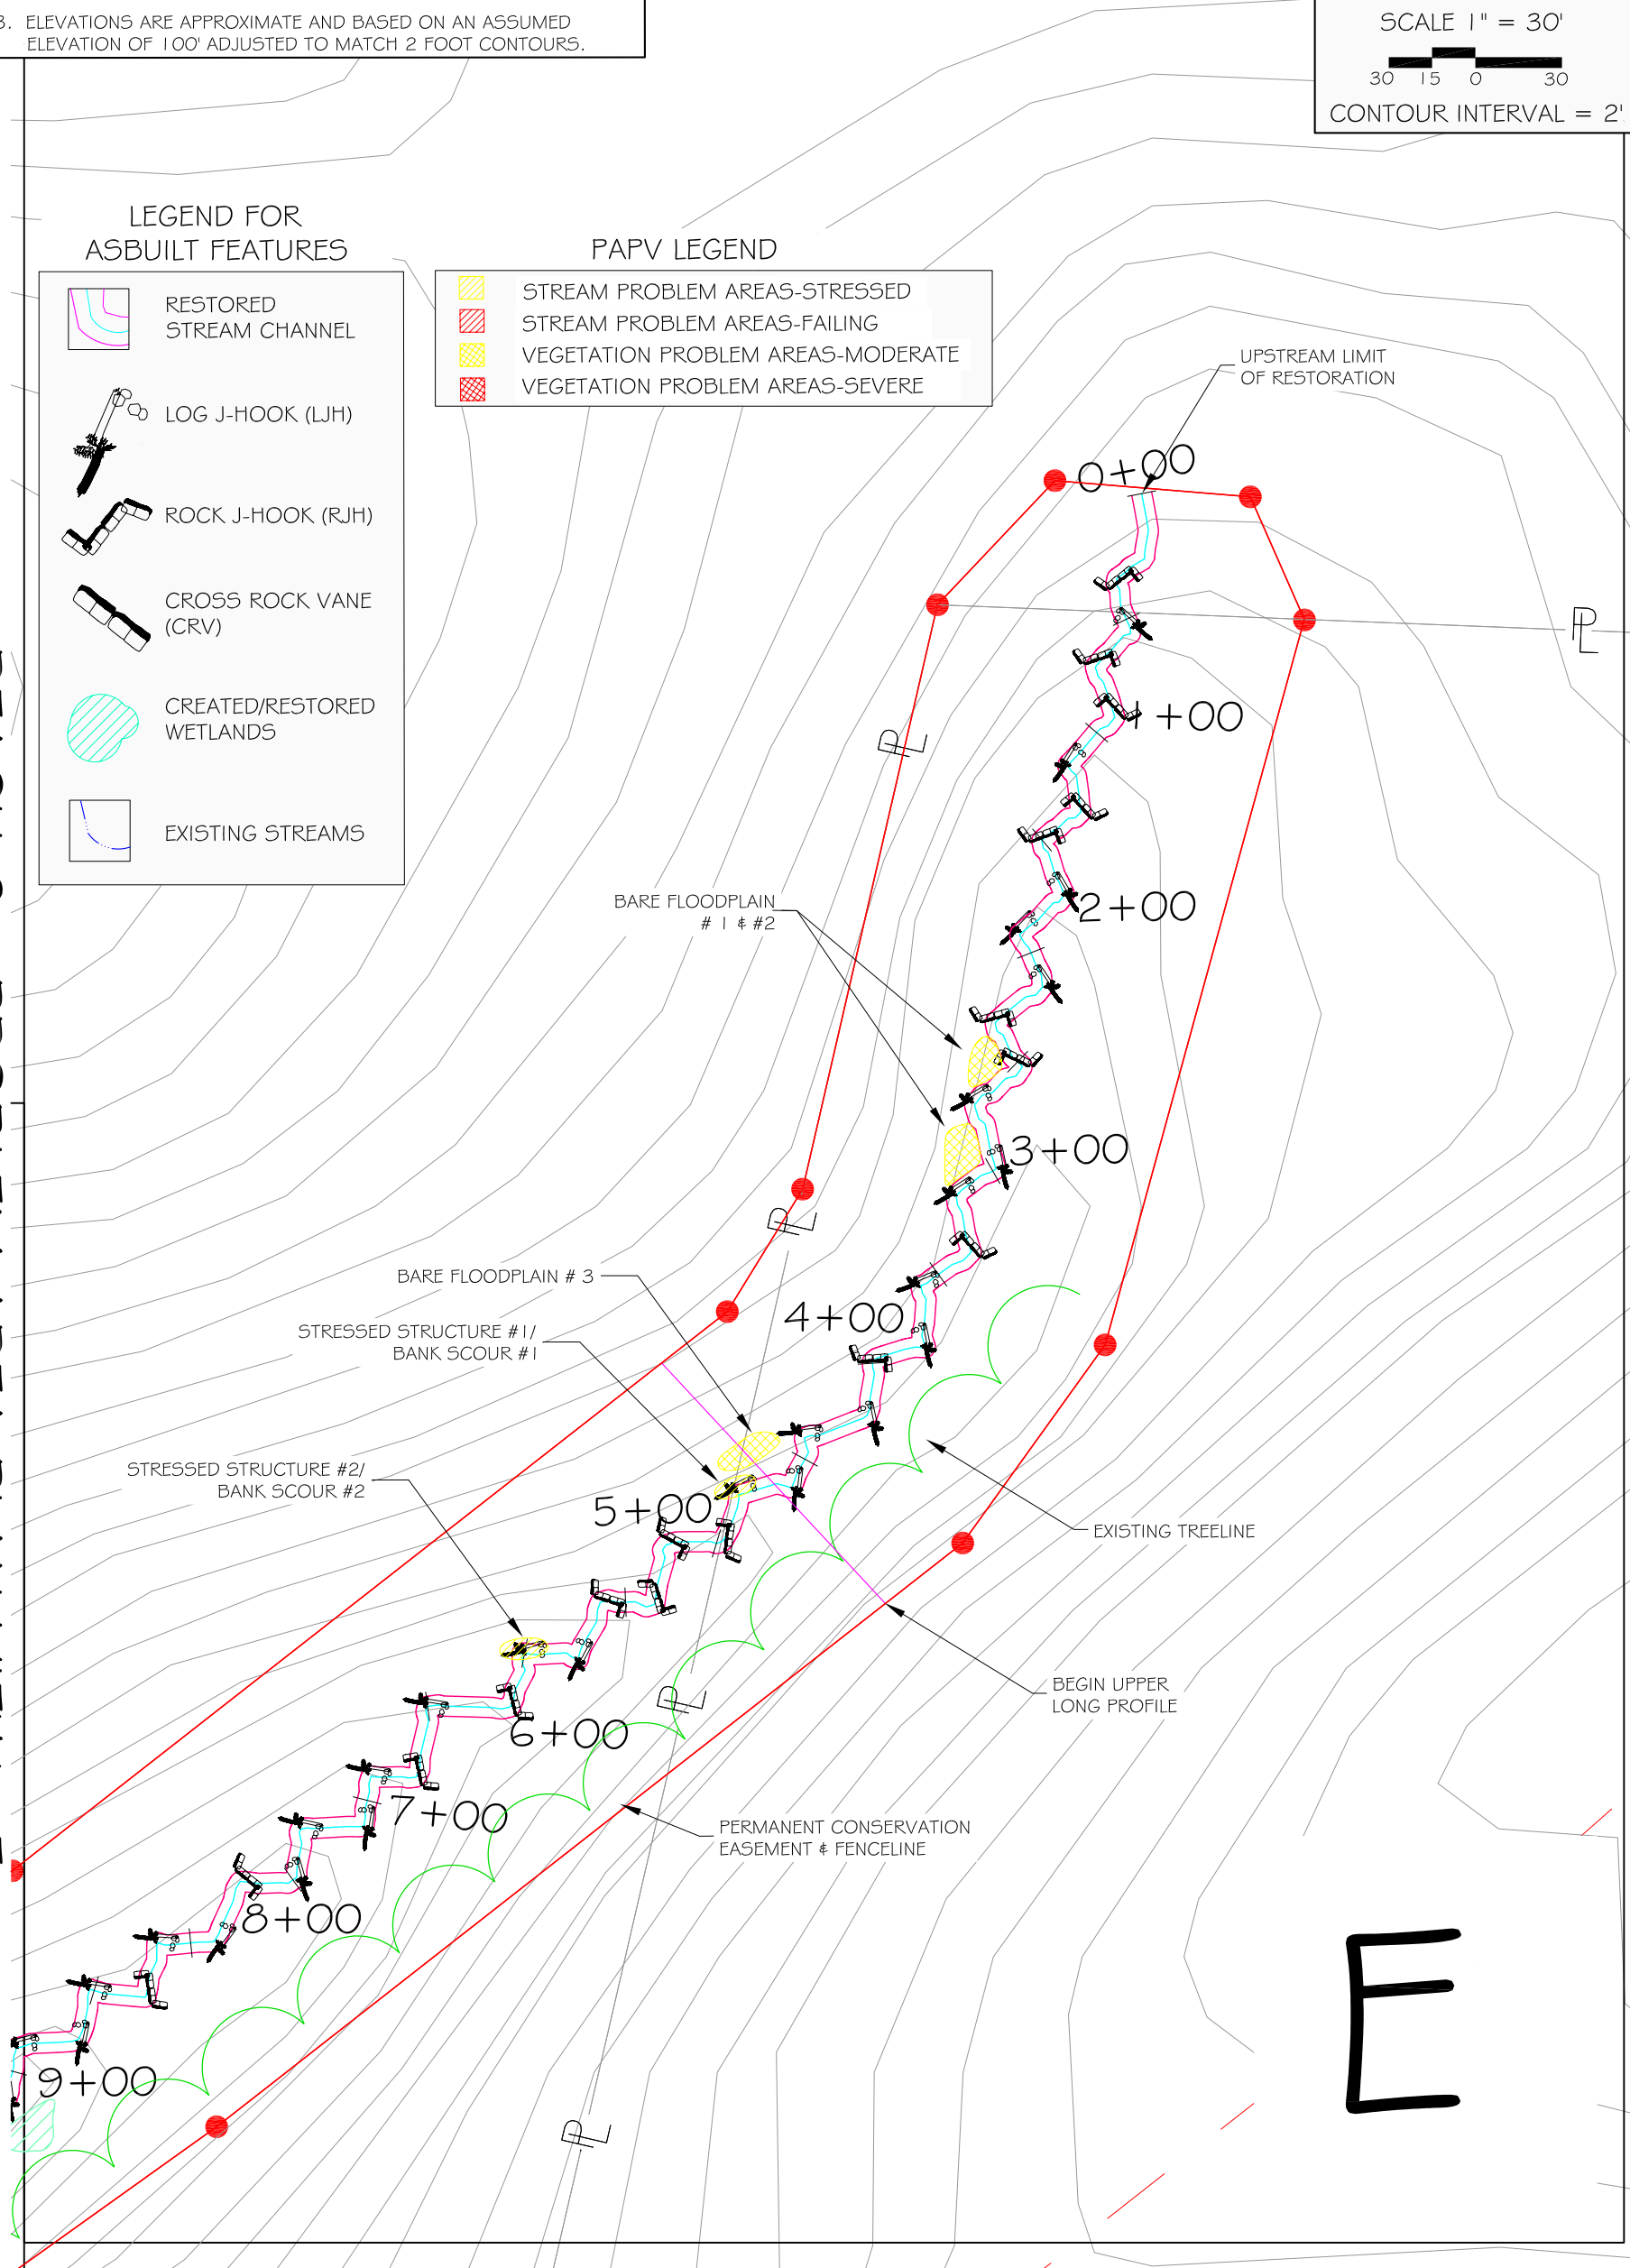 3. ELEVATIONS ARE APPROXIMATE AND BASED ON AN ASSUMED
ELEVATION OF 100' ADJUSTED TO MATCH 2 FOOT CONTOURS.
SCALE 1" = 30'
30 15 0 30
CONTOUR INTERVAL = 2'
LEGEND FOR
ASBUILT FEATURES
RESTORED
STREAM CHANNEL
LOG J-HOOK (LJH)
ROCK J-HOOK (RJH)
CROSS ROCK VANE
(CRV)
CREATED/RESTORED
WETLANDS
EXISTING STREAMS
PAPV LEGEND
STREAM PROBLEM AREAS-STRESSED
STREAM PROBLEM AREAS-FAILING
VEGETATION PROBLEM AREAS-MODERATE
VEGETATION PROBLEM AREAS-SEVERE
UPSTREAM LIMIT
OF RESTORATION
0+00
PL
1+00
PL
BARE FLOODPLAIN
# 1 & #2
2+00
3+00
PL
BARE FLOODPLAIN # 3
4+00
STRESSED STRUCTURE #1/
BANK SCOUR #1
STRESSED STRUCTURE #2/
BANK SCOUR #2
5+00
EXISTING TREELINE
BEGIN UPPER
LONG PROFILE
PL
6+00
7+00
PERMANENT CONSERVATION
EASEMENT & FENCELINE
8+00
9+00
PL
E